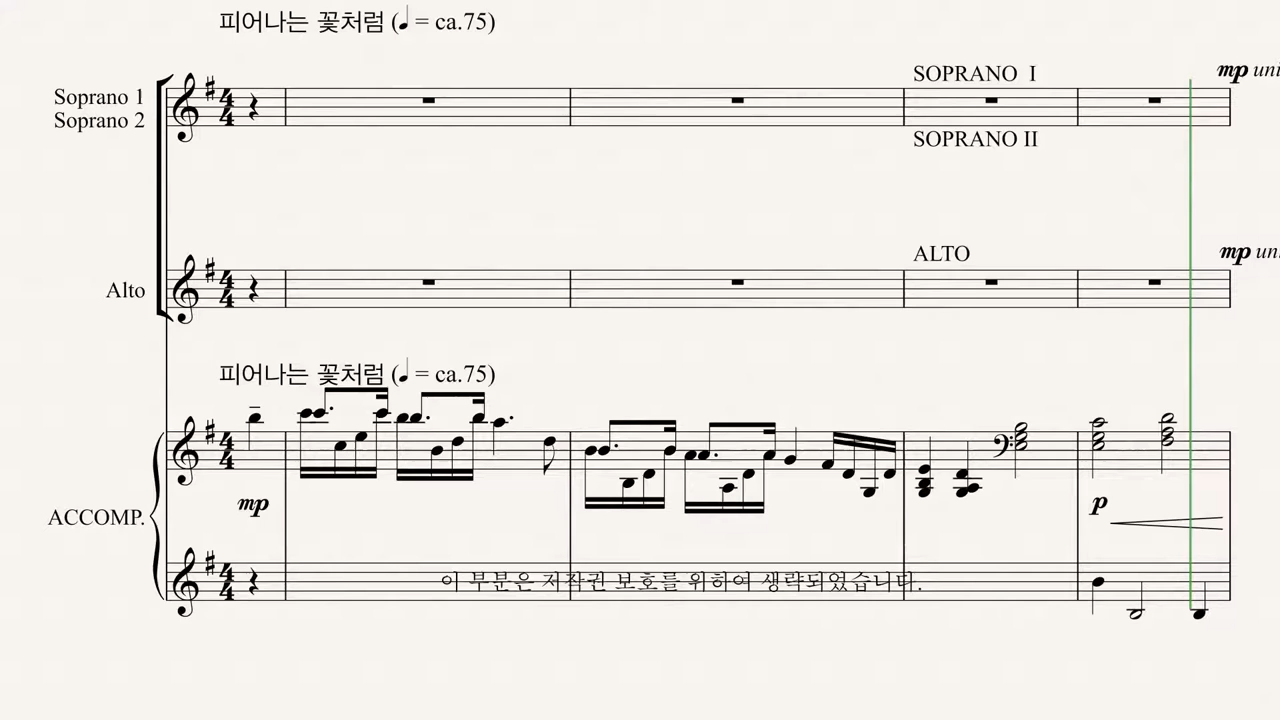 피어나는 꽃처럼 (♩ = ca.75)
mp uni
Soprano 1
Soprano 2
SOPRANO I
SOPRANO II
mp uni
Alto
ALTO
피어나는 꽃처럼 (♩ = ca.75)
mp
p
ACCOMP.
이 부분은 저작권 보호를 위하여 생략되었습니다.